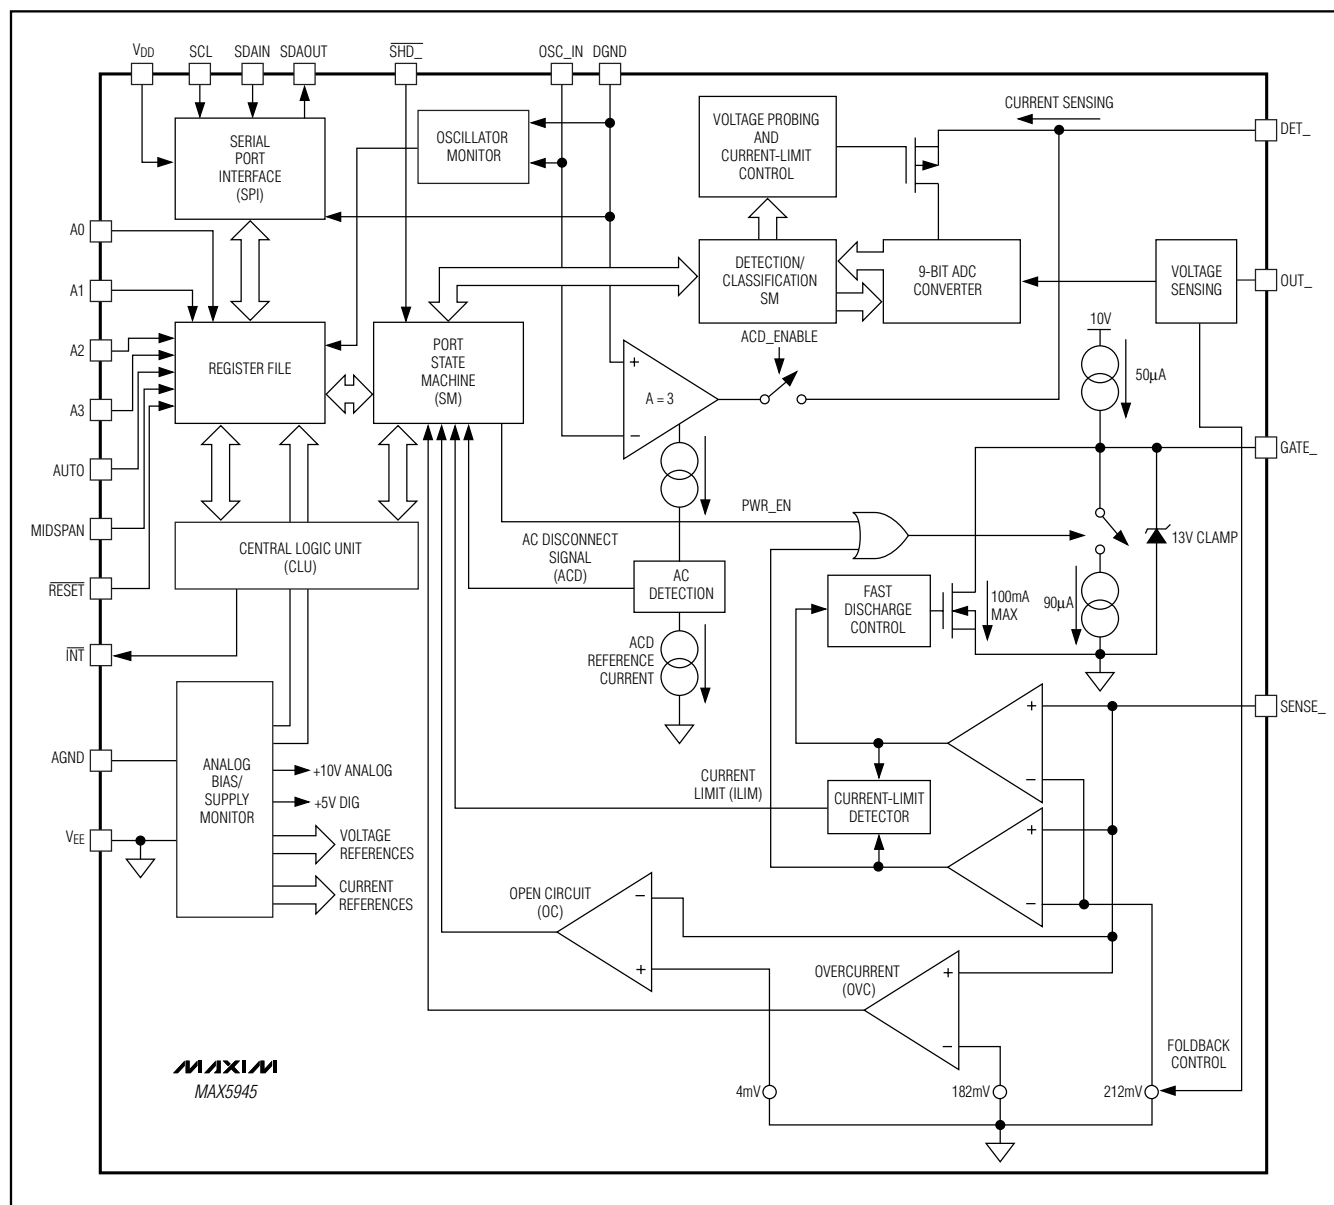 VDD
SCL
SDAIN
SDAOUT
SHD_
OSC_IN
DGND
CURRENT SENSING
DET_
SERIAL
PORT
INTERFACE
(SPI)
OSCILLATOR
MONITOR
VOLTAGE PROBING
AND
CURRENT-LIMIT
CONTROL
A0
A1
A2
A3
AUTO
MIDSPAN
RESET
INT
AGND
VEE
REGISTER FILE
PORT
STATE
MACHINE
(SM)
DETECTION/
CLASSIFICATION
SM
9-BIT ADC
CONVERTER
VOLTAGE
SENSING
OUT_
ACD_ENABLE
10V
50µA
+
A = 3
−
GATE_
PWR_EN
CENTRAL LOGIC UNIT
(CLU)
AC DISCONNECT
SIGNAL
(ACD)
AC
DETECTION
13V CLAMP
FAST
DISCHARGE
CONTROL
100mA
MAX
90µA
ACD
REFERENCE
CURRENT
SENSE_
ANALOG
BIAS/
SUPPLY
MONITOR
+10V ANALOG
+5V DIG
VOLTAGE
REFERENCES
CURRENT
REFERENCES
CURRENT
LIMIT (ILIM)
CURRENT-LIMIT
DETECTOR
+
−
+
−
OPEN CIRCUIT
(OC)
−
+
OVERCURRENT
(OVC)
+
−
FOLDBACK
CONTROL
4mV
182mV
212mV
MAXIM
MAX5945